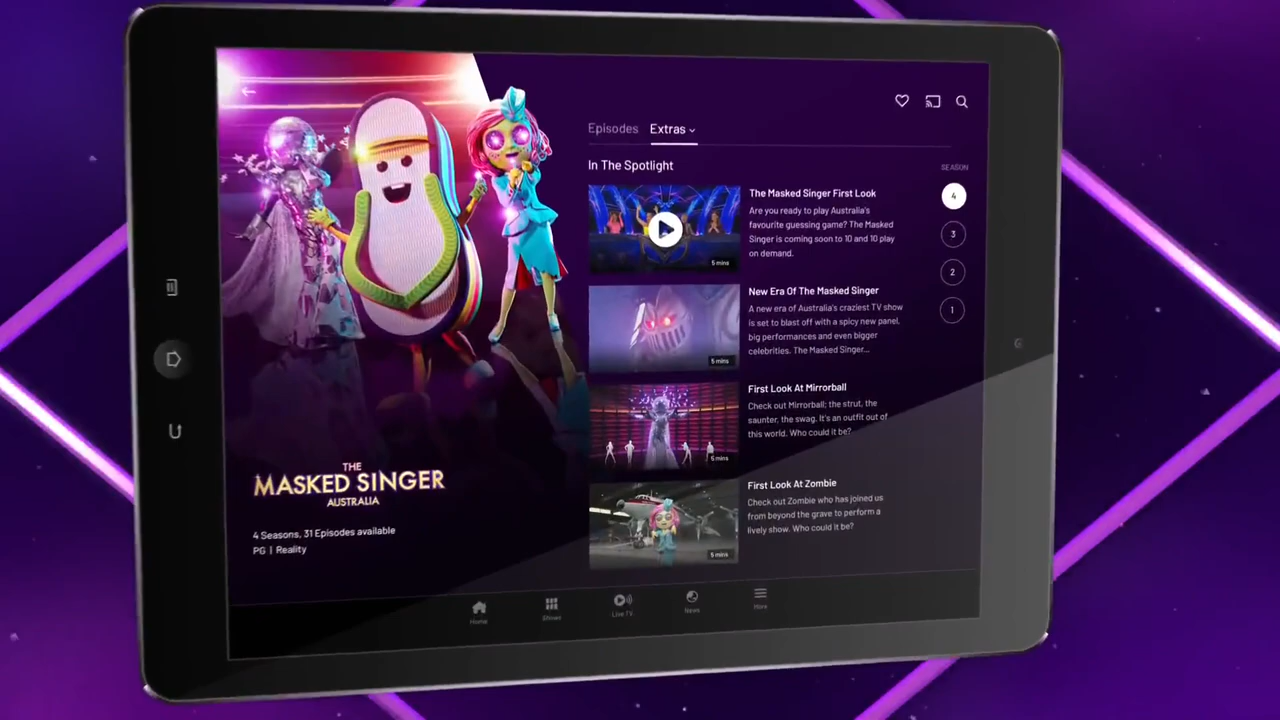 Episodes
Extras
In The Spotlight
SEASON
4
3
2
1
The Masked Singer First Look
Are you ready to play Australia's
favourite guessing game? The Masked
Singer is coming soon to 10 and 10 play
on demand.
5 mins
New Era Of The Masked Singer
A new era of Australia's craziest TV show
is set to blast off with a spicy new panel,
big performances and even bigger
celebrities. The Masked Singer...
5 mins
First Look At Mirrorball
Check out Mirrorball; the strut, the
saunter, the swag. It's an outfit out of
this world. Who could it be?
5 mins
First Look At Zombie
Check out Zombie who has joined us
from beyond the grave to perform a
lively show. Who could it be?
5 mins
THE
MASKED SINGER
AUSTRALIA
4 Seasons, 31 Episodes available
PG | Reality
Home
Shows
Live TV
News
More